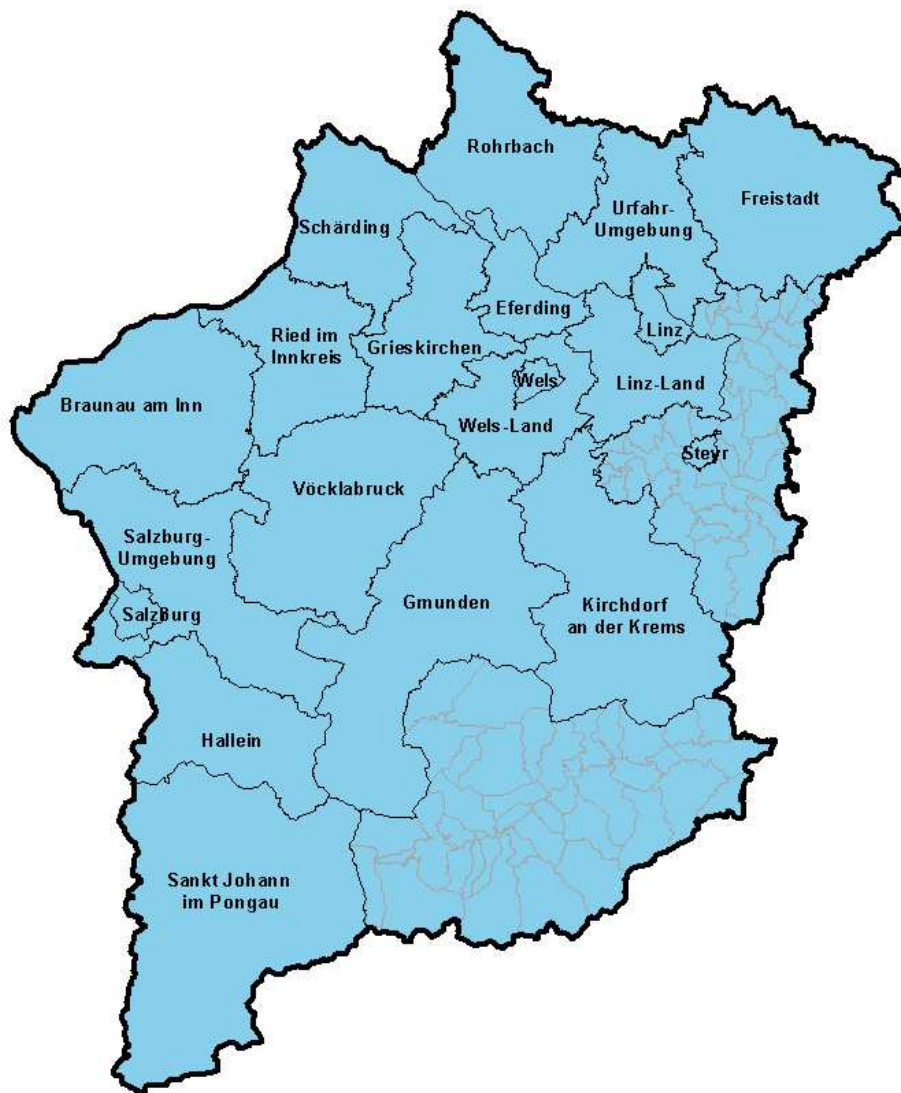 Rohrbach
Freistadt
Urfahr-
Umgebung
Schärding
Eferding
Linz
Ried im
Innkreis
Grieskirchen
Wels
Linz-Land
Braunau am Inn
Wels-Land
Steyr
Vöcklabruck
Salzburg-
Umgebung
Gmunden
Kirchdorf
an der Krems
Salzburg
Hallein
Sankt Johann
im Pongau